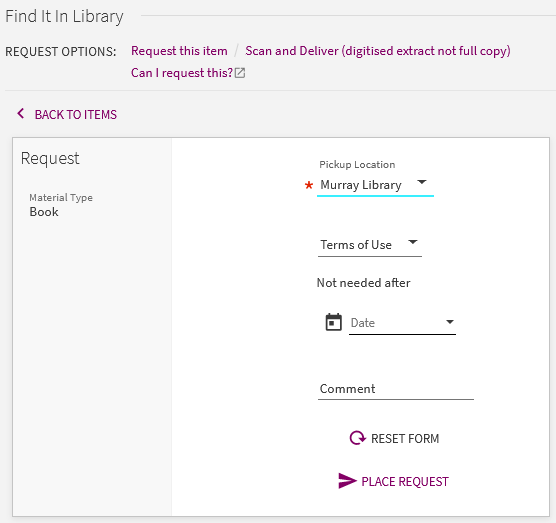 Find It In Library
REQUEST OPTIONS: Request this item / Scan and Deliver (digitised extract not full copy)
Can I request this?
BACK TO ITEMS
Request
Material Type
Book
Pickup Location
* Murray Library
Terms of Use
Not needed after
Date
Comment
RESET FORM
PLACE REQUEST